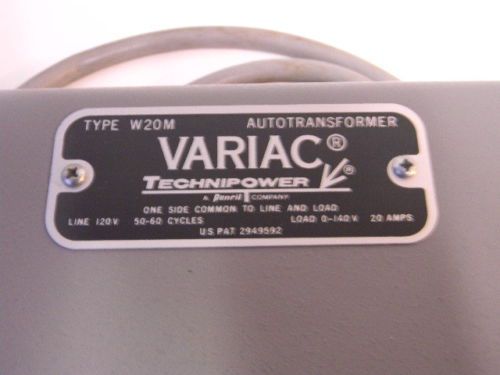 TYPE W20M AUTOTRANSFORMER
VARIAC®
TECHNIPOWER ®
A Penril COMPANY
ONE SIDE COMMON TO LINE AND LOAD
LINE 120V. 50-60 CYCLES LOAD 0-140V. 20 AMPS.
U.S. PAT. 2949592